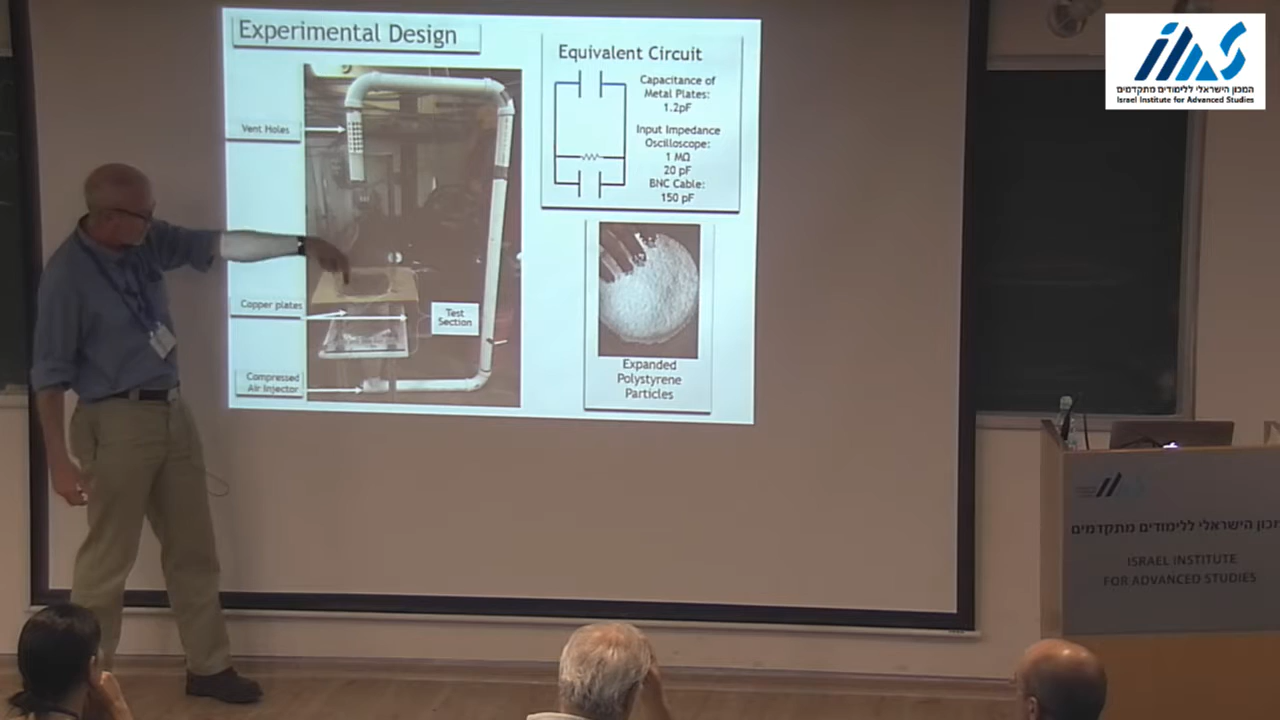 Experimental Design
Vent Holes
Copper plates
Test
Section
Compressed
Air Injector
Equivalent Circuit
Capacitance of
Metal Plates:
1.2pF
Input Impedance
Oscilloscope:
1 MΩ
20 pF
BNC Cable:
150 pF
Expanded
Polystyrene
Particles
המכון הישראלי ללימודים מתקדמים
Israel Institute for Advanced Studies
מכון הישראלי ללימודים מתקדמים
ISRAEL INSTITUTE
FOR ADVANCED STUDIES